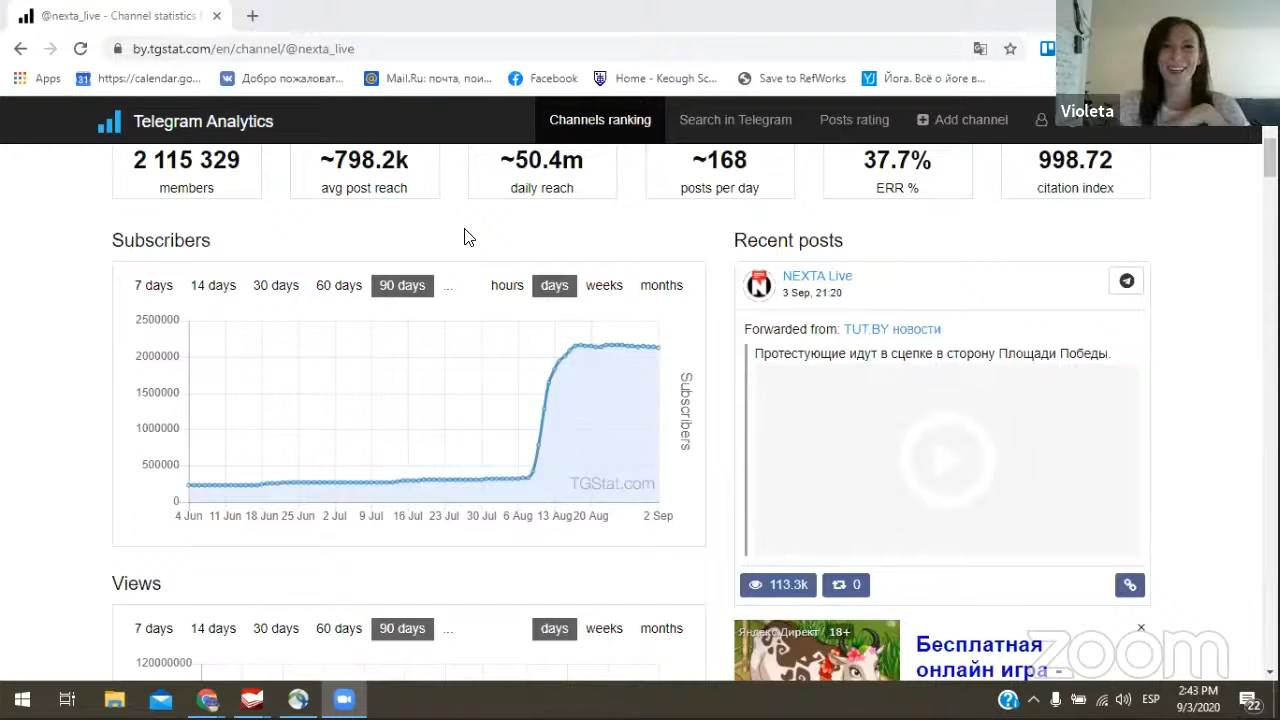 @nexta_live - Channel statistics
by.tgstat.com/en/channel/@nexta_live
Apps
31 https://calendar.go...
Добро пожаловат...
Mail.Ru: почта, пои...
Facebook
Home - Keough Sc...
Save to RefWorks
Йога. Всё о йоге в...
Violeta
Telegram Analytics
Channels ranking
Search in Telegram
Posts rating
Add channel
2 115 329
members
~798.2k
avg post reach
~50.4m
daily reach
~168
posts per day
37.7%
ERR %
998.72
citation index
Subscribers
7 days 14 days 30 days 60 days 90 days ... hours days weeks months
2500000
2000000
1500000
1000000
500000
0
Subscribers
TGStat.com
4 Jun 11 Jun 18 Jun 25 Jun 2 Jul 9 Jul 16 Jul 23 Jul 30 Jul 6 Aug 13 Aug 20 Aug 2 Sep
Views
7 days 14 days 30 days 60 days 90 days ... days weeks months
120000000
Recent posts
NEXTA Live
3 Sep, 21:20
Forwarded from: TUT.BY новости
Протестующие идут в сцепке в сторону Площади Победы.
113.3k
0
Яндекс.Директ 18+
Бесплатная
онлайн игра -
zoom
ESP
2:43 PM
9/3/2020
22